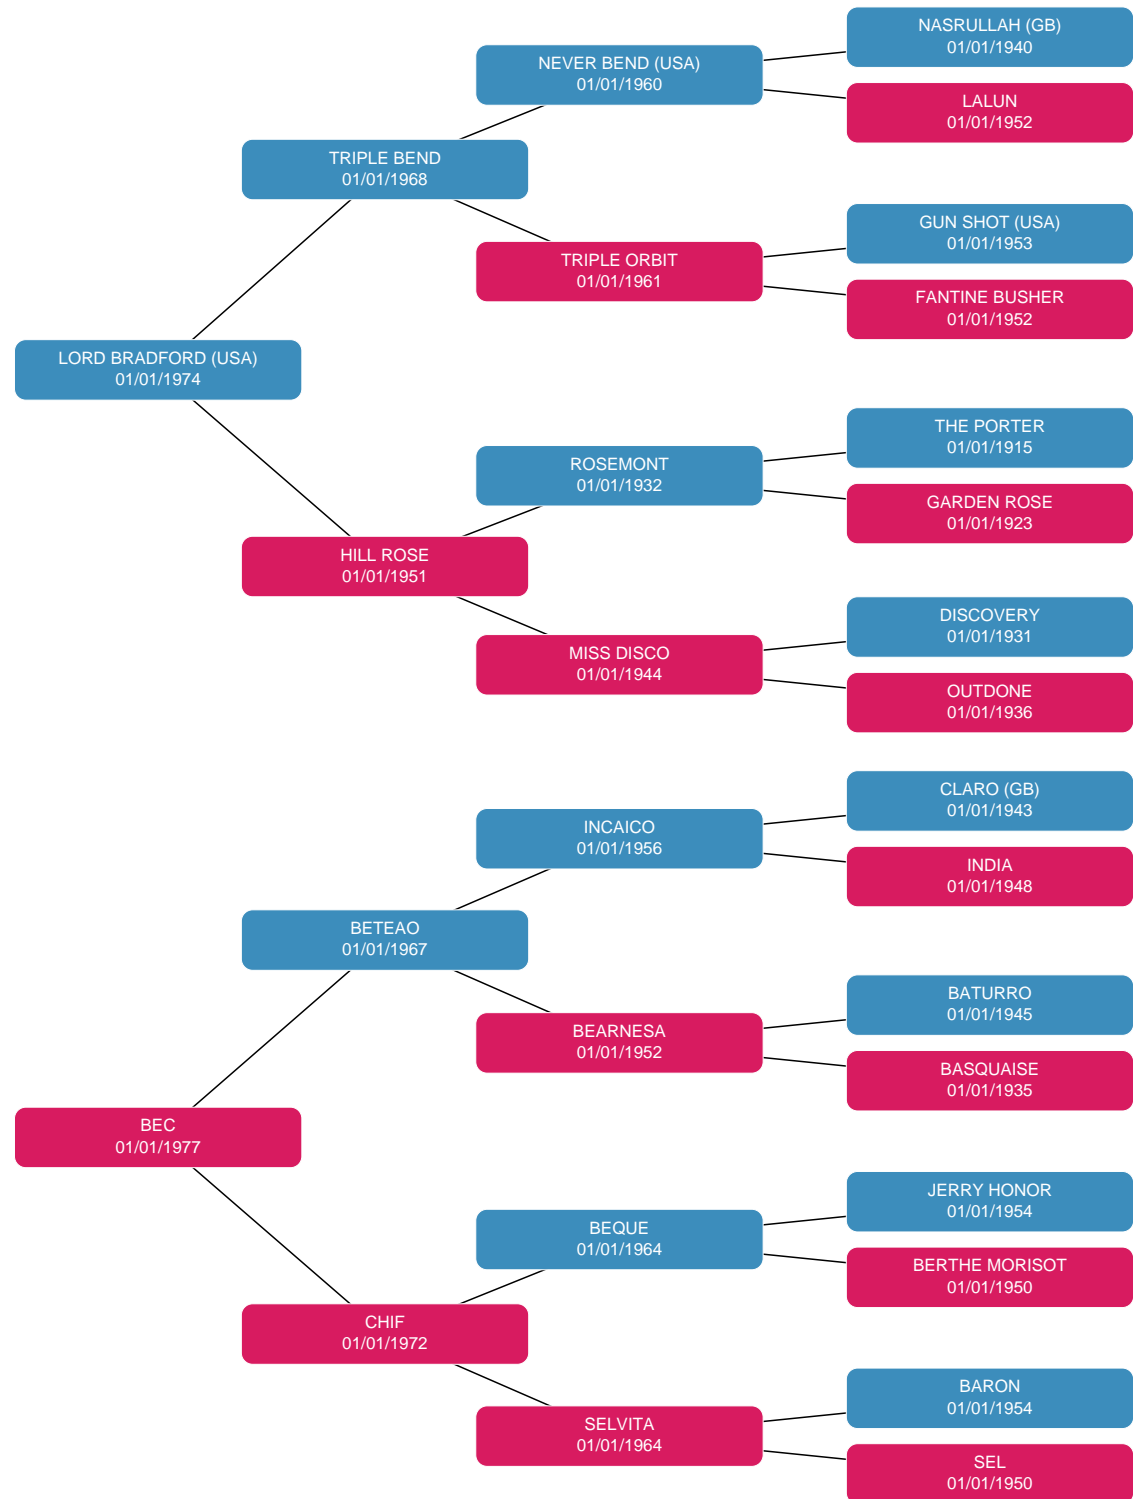 NASRULLAH (GB)
01/01/1940
NEVER BEND (USA)
01/01/1960
LALUN
01/01/1952
TRIPLE BEND
01/01/1968
GUN SHOT (USA)
01/01/1953
TRIPLE ORBIT
01/01/1961
FANTINE BUSHER
01/01/1952
LORD BRADFORD (USA)
01/01/1974
THE PORTER
01/01/1915
ROSEMONT
01/01/1932
GARDEN ROSE
01/01/1923
HILL ROSE
01/01/1951
DISCOVERY
01/01/1931
MISS DISCO
01/01/1944
OUTDONE
01/01/1936
CLARO (GB)
01/01/1943
INCAICO
01/01/1956
INDIA
01/01/1948
BETEAO
01/01/1967
BATURRO
01/01/1945
BEARNESA
01/01/1952
BASQUAISE
01/01/1935
BEC
01/01/1977
JERRY HONOR
01/01/1954
BEQUE
01/01/1964
BERTHE MORISOT
01/01/1950
CHIF
01/01/1972
BARON
01/01/1954
SELVITA
01/01/1964
SEL
01/01/1950